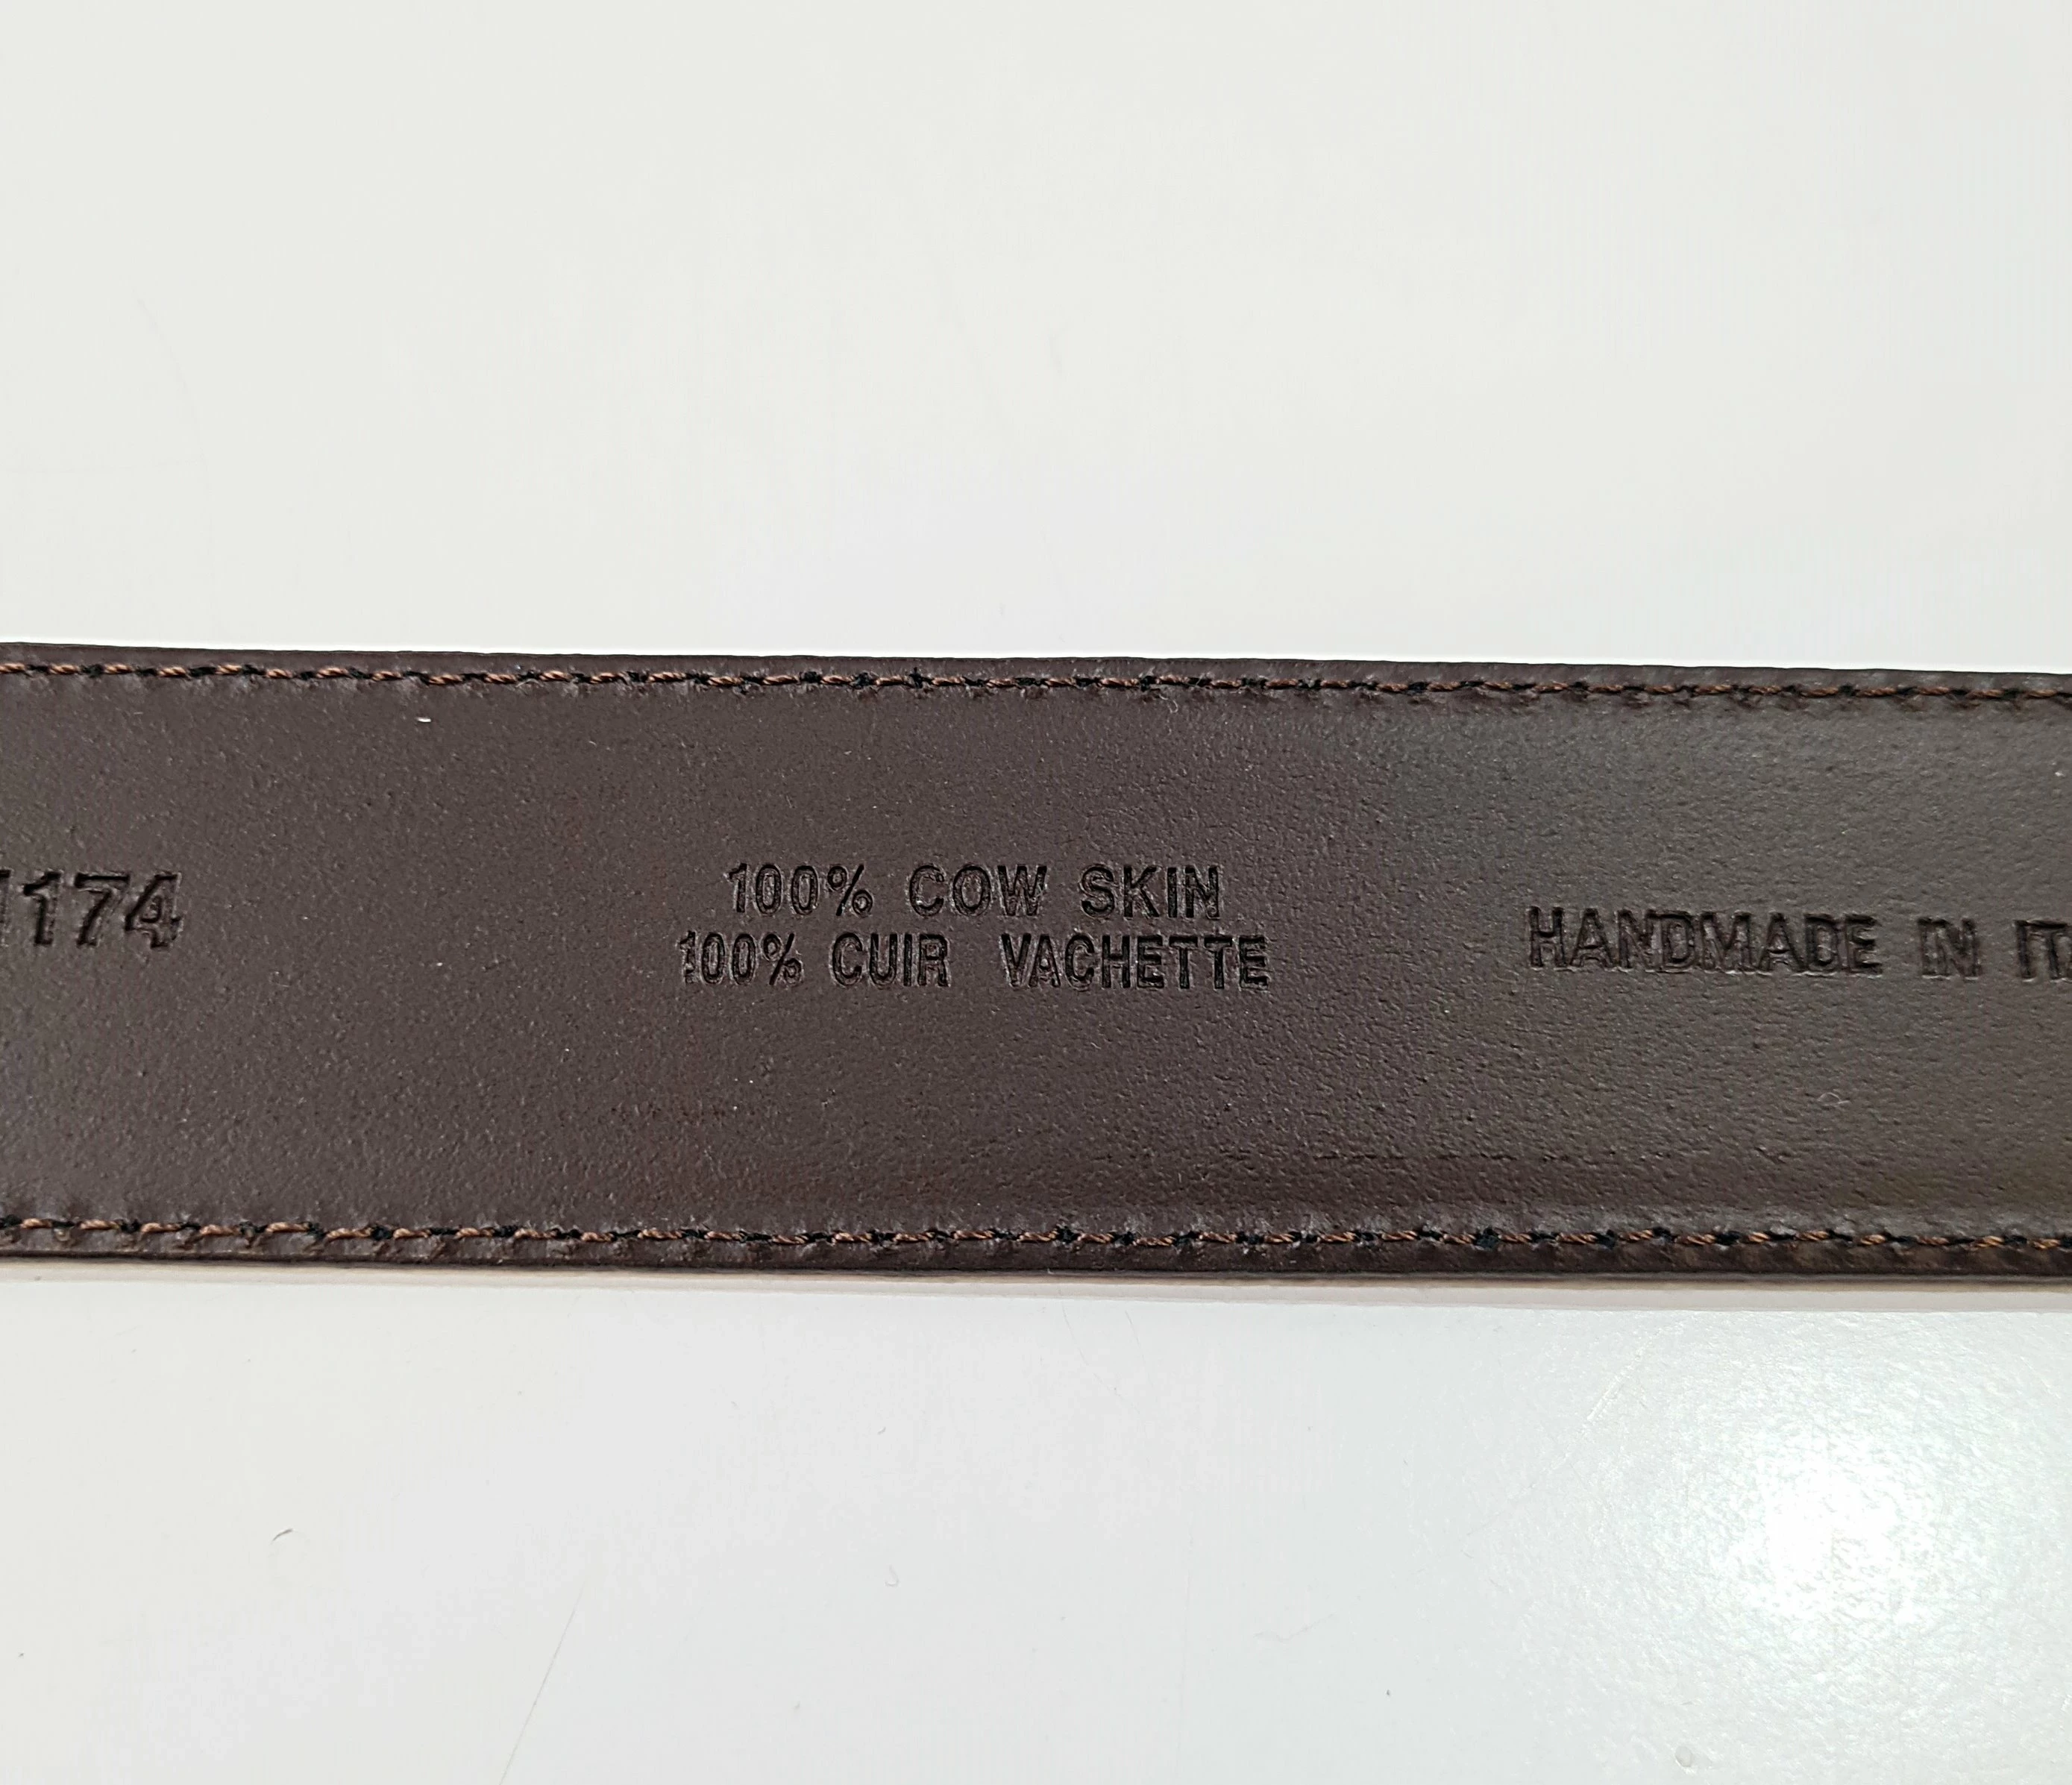 1174
100% COW SKIN
100% CUIR VACHETTE
HANDMADE IN